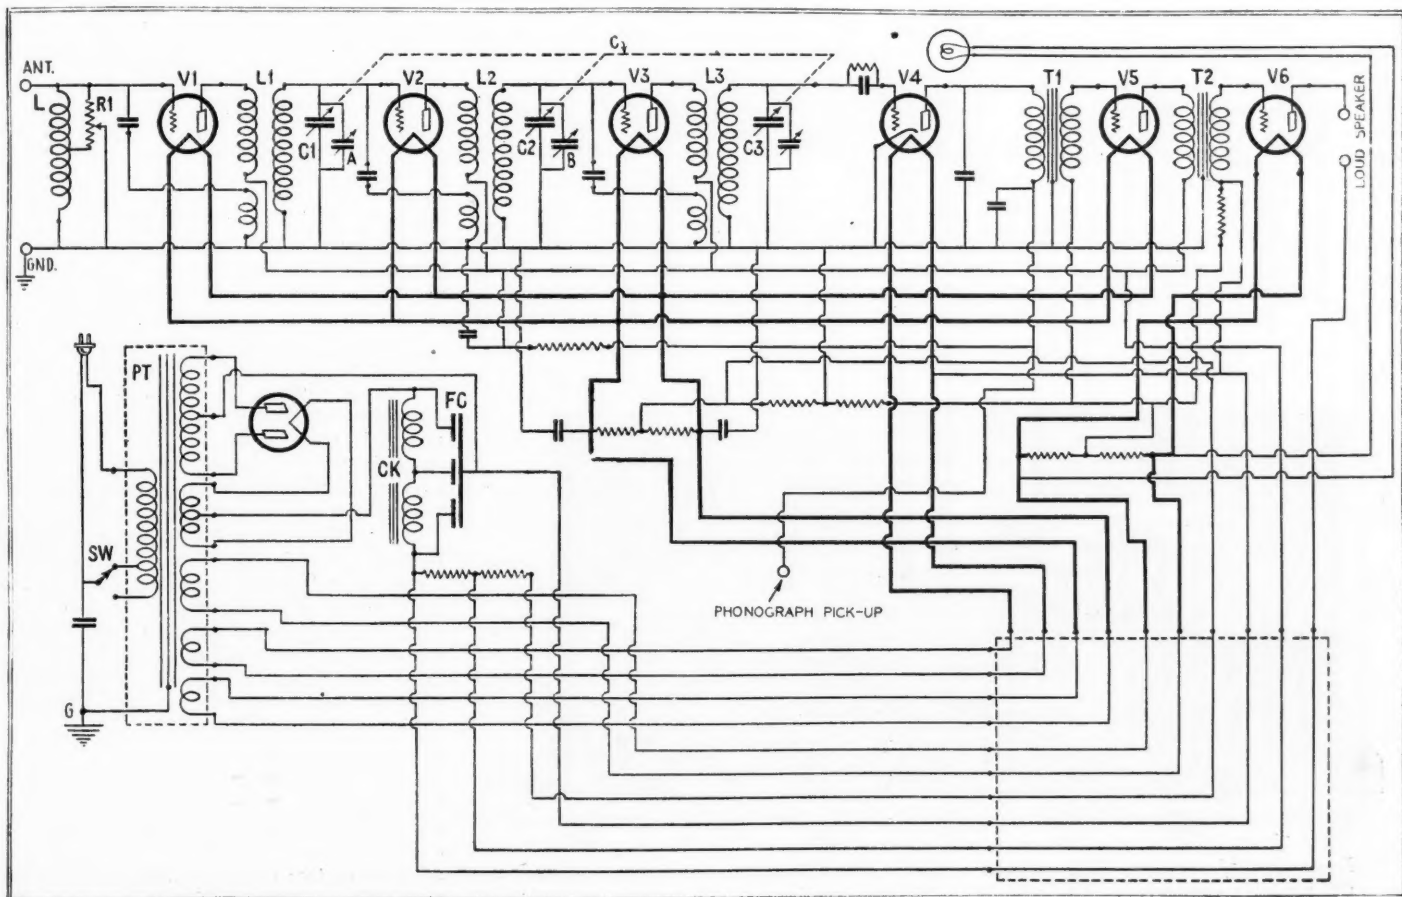 ANT.
L
R1
V1
L1
C1
A
C
V2
L2
C2
B
V3
L3
C3
V4
T1
V5
T2
V6
LOUD SPEAKER
GND.
PT
FC
CK
SW
G
PHONOGRAPH PICK-UP